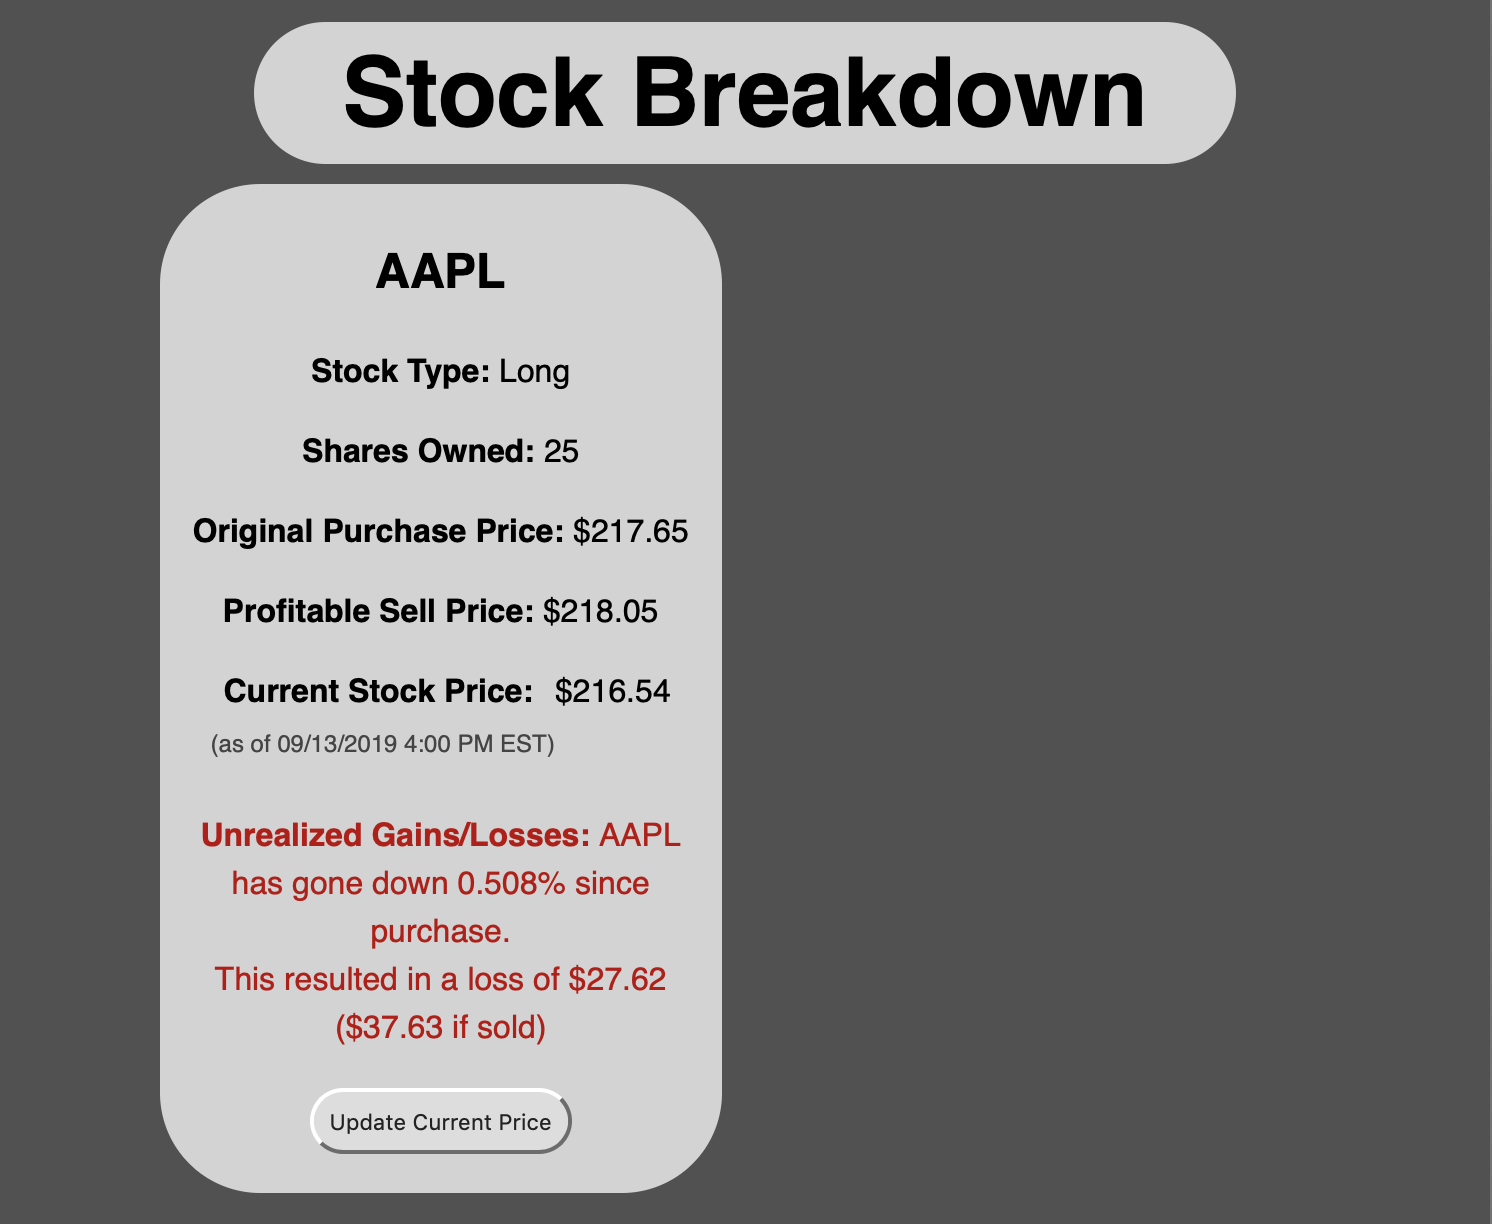 Stock Breakdown
AAPL
Stock Type: Long
Shares Owned: 25
Original Purchase Price: $217.65
Profitable Sell Price: $218.05
Current Stock Price: $216.54
(as of 09/13/2019 4:00 PM EST)
Unrealized Gains/Losses: AAPL
has gone down 0.508% since
purchase.
This resulted in a loss of $27.62
($37.63 if sold)
Update Current Price